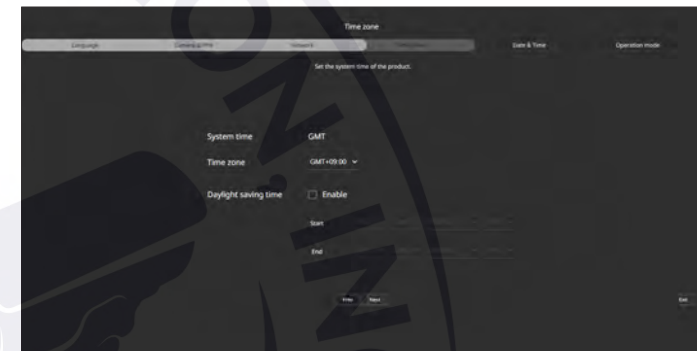 Time zone
Language
Network
Date & Time
Operation mode
Set the system time of the product.
System time
GMT
Time zone
GMT+09:00
Daylight saving time
Enable
Start
End
Prev
Next
Exit